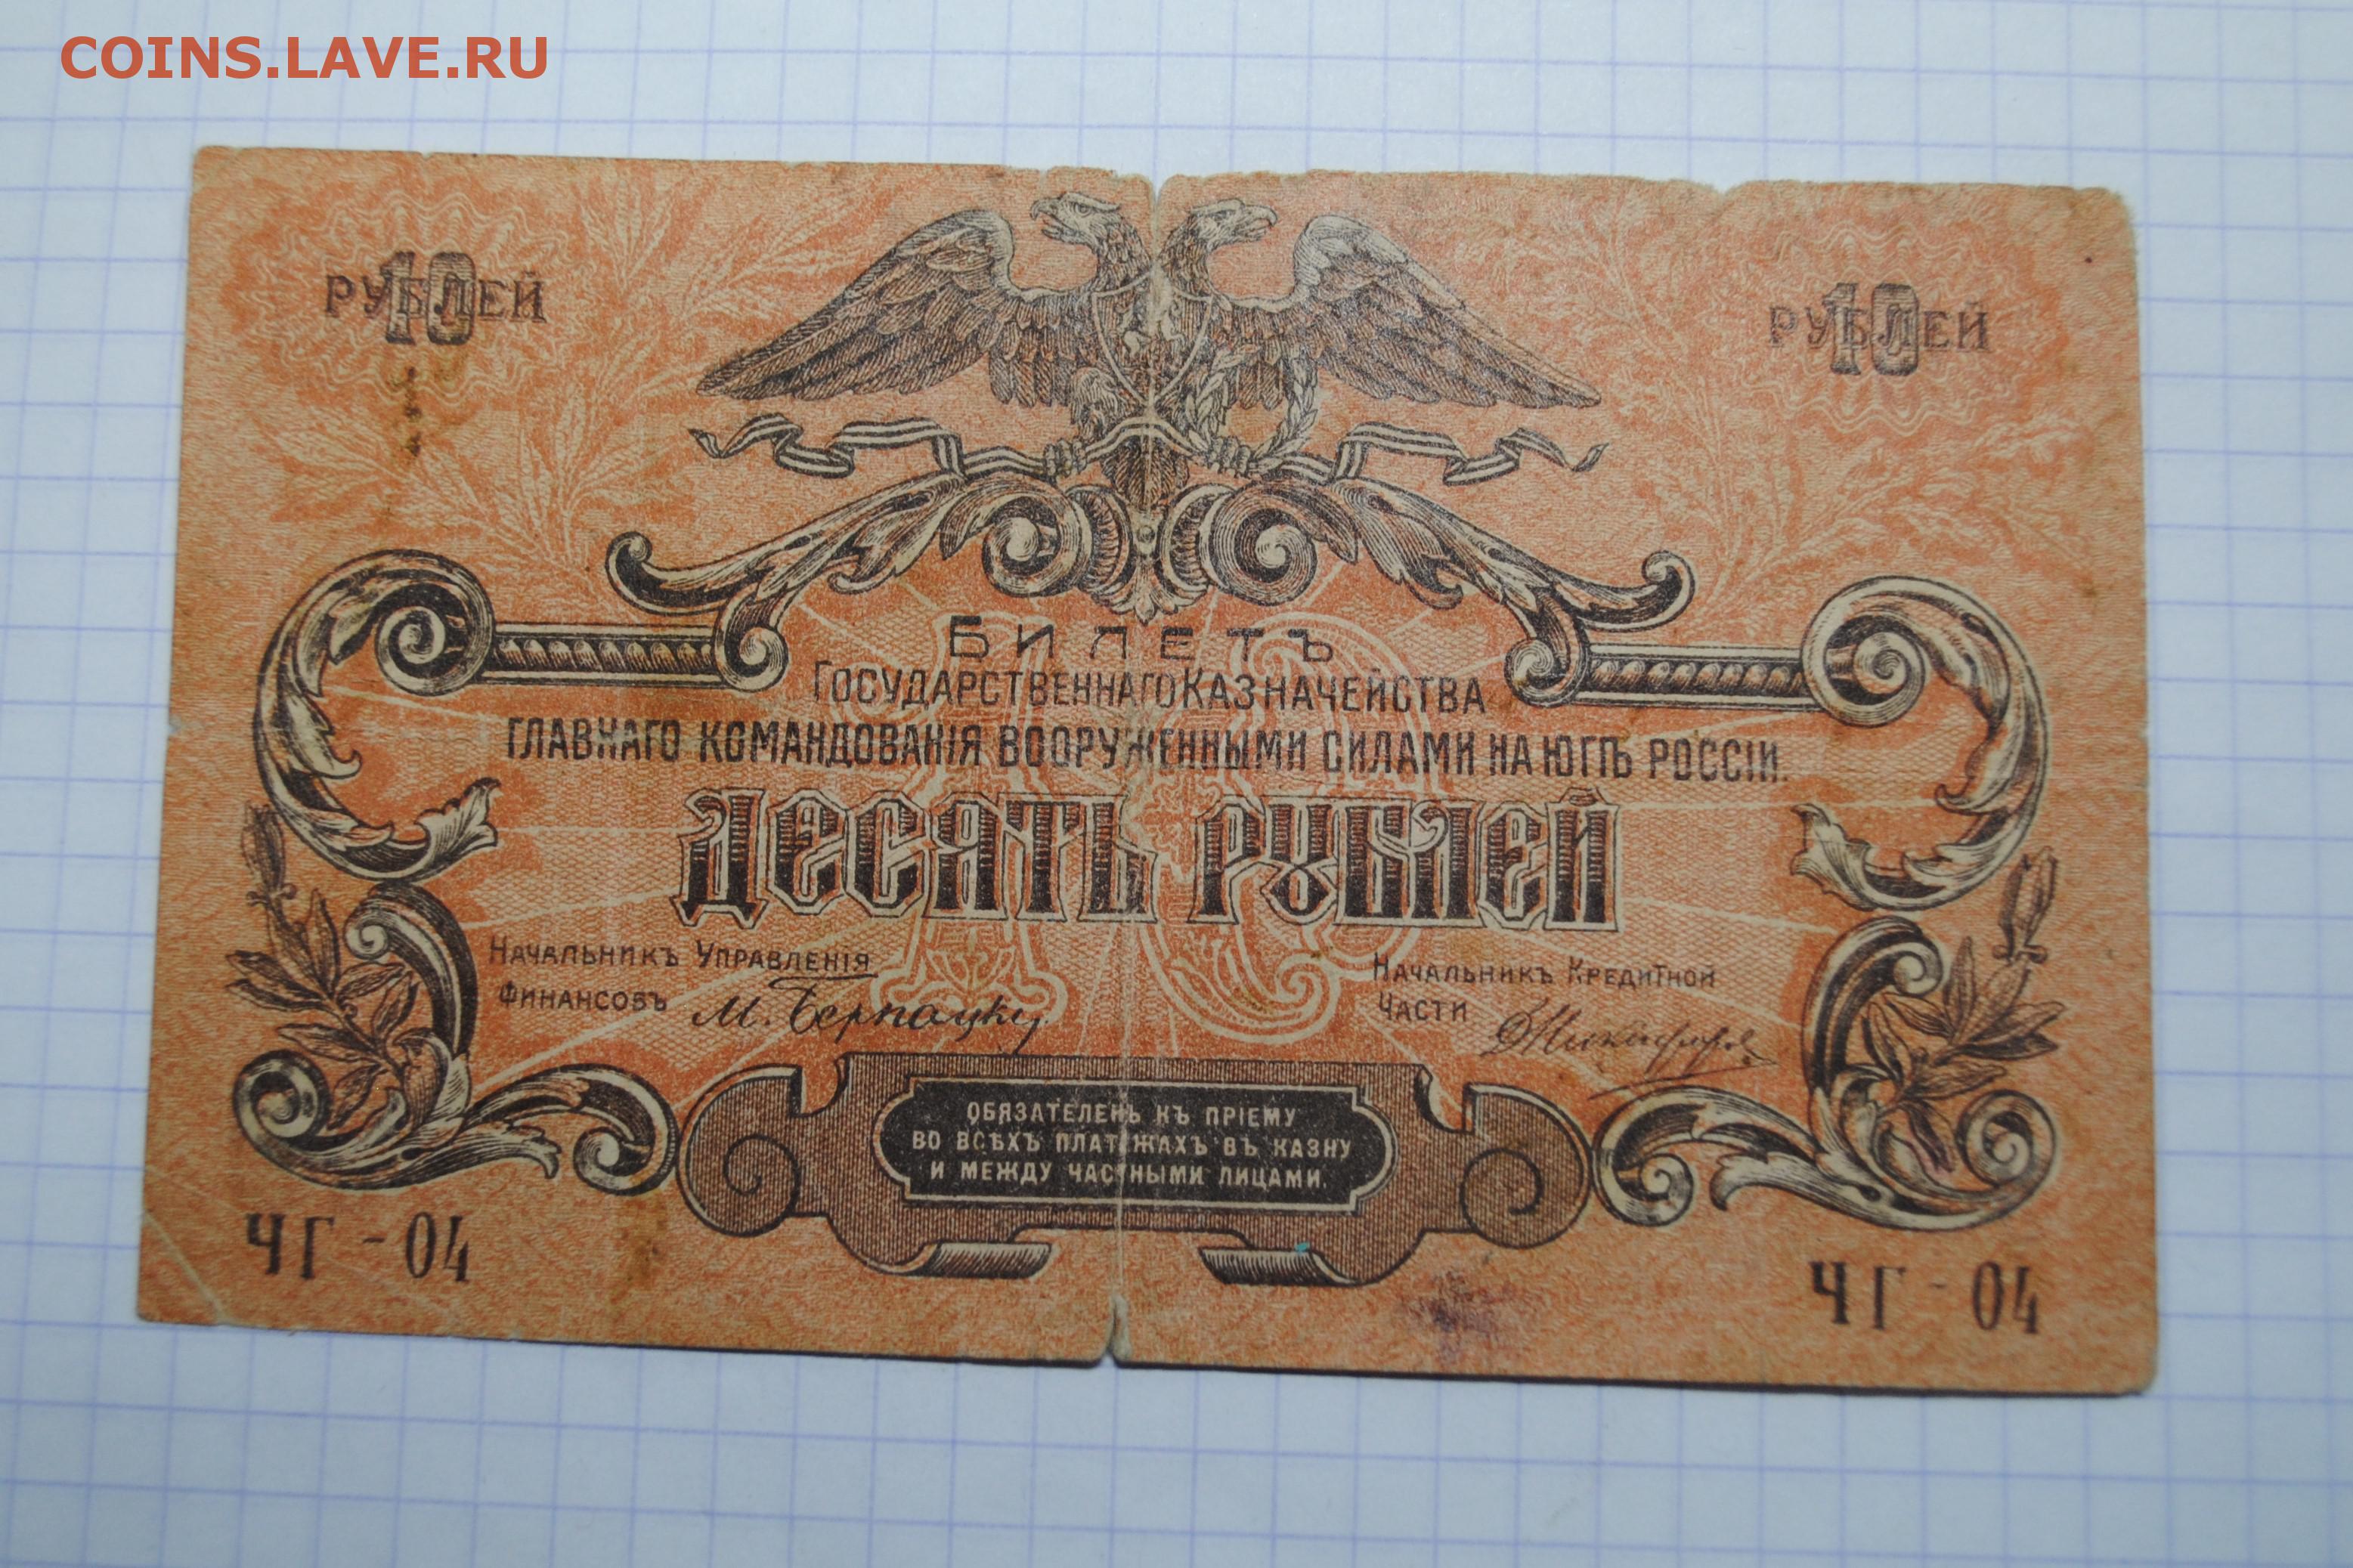 COINS.LAVE.RU
10
РУБЛЕЙ
10
РУБЛЕЙ
БИЛЕТЪ
ГОСУДАРСТВЕННАГО КАЗНАЧЕЙСТВА
ГЛАВНАГО КОМАНДОВАНІЯ ВООРУЖЕННЫМИ СИЛАМИ НА ЮГѢ РОССІИ.
ДЕСЯТЬ РУБЛЕЙ
НАЧАЛЬНИКЪ УПРАВЛЕНІЯ
ФИНАНСОВЪ М. Бернацкій
НАЧАЛЬНИКЪ КРЕДИТНОЙ
ЧАСТИ
ОБЯЗАТЕЛЕНЬ КЪ ПРІЕМУ
ВО ВСѢХЪ ПЛАТЕЖАХЪ ВЪ КАЗНУ
И МЕЖДУ ЧАСТНЫМИ ЛИЦАМИ.
ЧГ - 04
ЧГ - 04